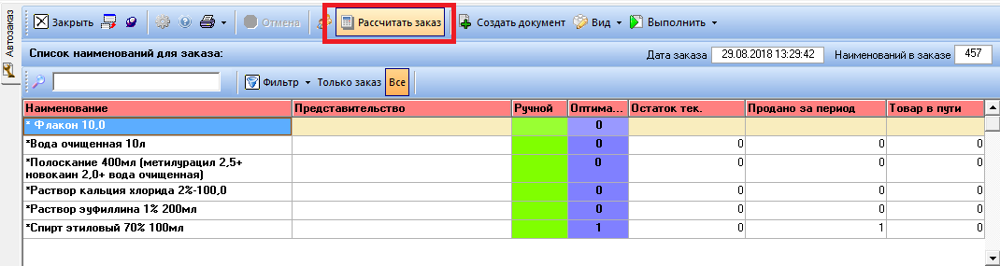 Автозаказ
Закрыть Отмена Рассчитать заказ Создать документ Вид Выполнить
Список наименований для заказа: Дата заказа 29.08.2018 13:29:42 Наименований в заказе 457
Фильтр Только заказ Все
Наименование Представительство Ручной Оптима... Остаток тек. Продано за период Товар в пути
* Флакон 10,0 0
*Вода очищенная 10л 0 0 0 0
*Полоскание 400мл (метилурацил 2,5+ 0 0 0 0
новокаин 2,0+ вода очищенная)
*Раствор кальция хлорида 2%-100,0 0 0 0 0
*Раствор эуфиллина 1% 200мл 0 0 0 0
*Спирт этиловый 70% 100мл 1 0 1 0